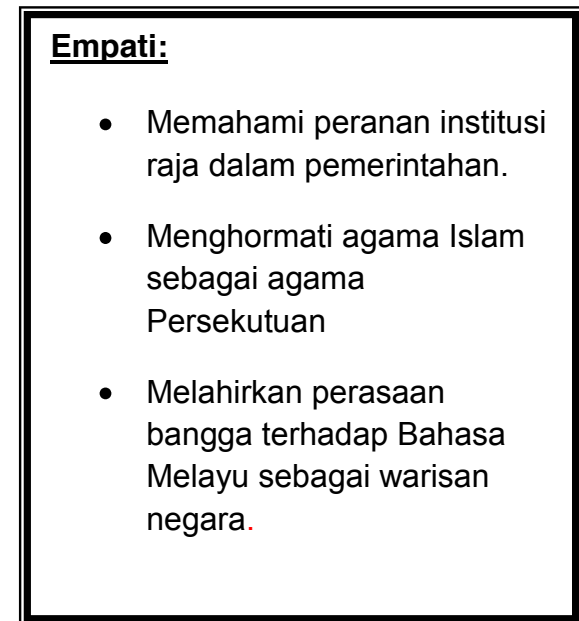 Empati:
• Memahami peranan institusi
raja dalam pemerintahan.
• Menghormati agama Islam
sebagai agama
Persekutuan
• Melahirkan perasaan
bangga terhadap Bahasa
Melayu sebagai warisan
negara.